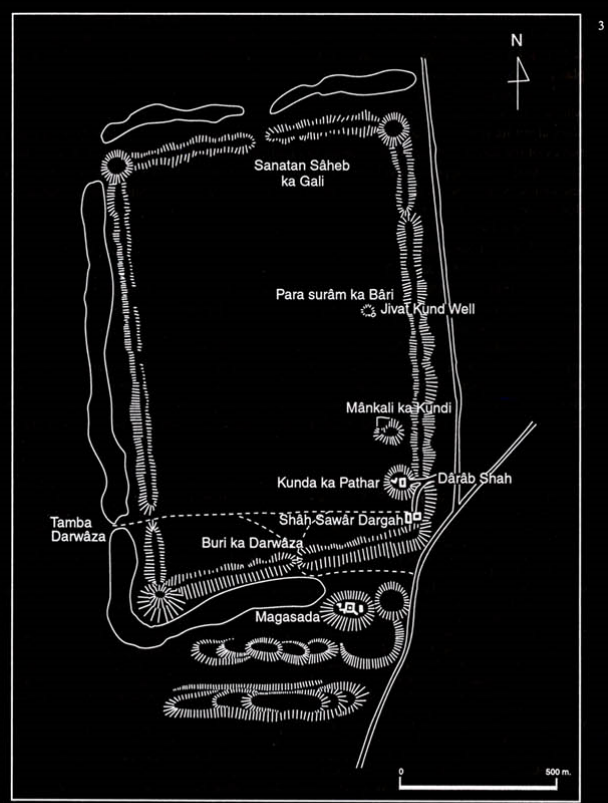 3
N
Sanatan Sâheb
ka Gali
Para surâm ka Bâri
Jivat Kund Well
Mânkali ka Kundi
Kunda ka Pathar
Dârâb Shah
Shâh Sawâr Dargah
Tamba
Darwâza
Buri ka Darwâza
Magasada
0
500 m.